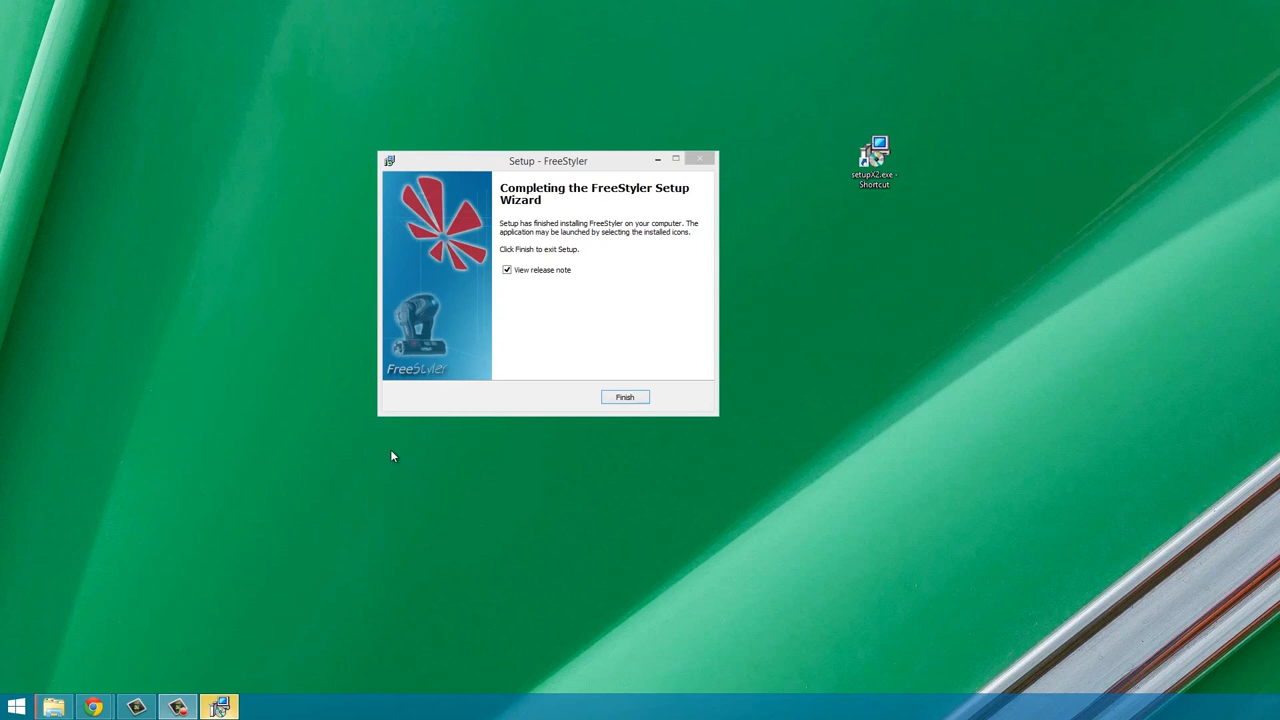 Setup - FreeStyler
Completing the FreeStyler Setup
Wizard
Setup has finished installing FreeStyler on your computer. The
application may be launched by selecting the installed icons.
Click Finish to exit Setup.
View release note
FreeStyler
Finish
setupX2.exe -
Shortcut